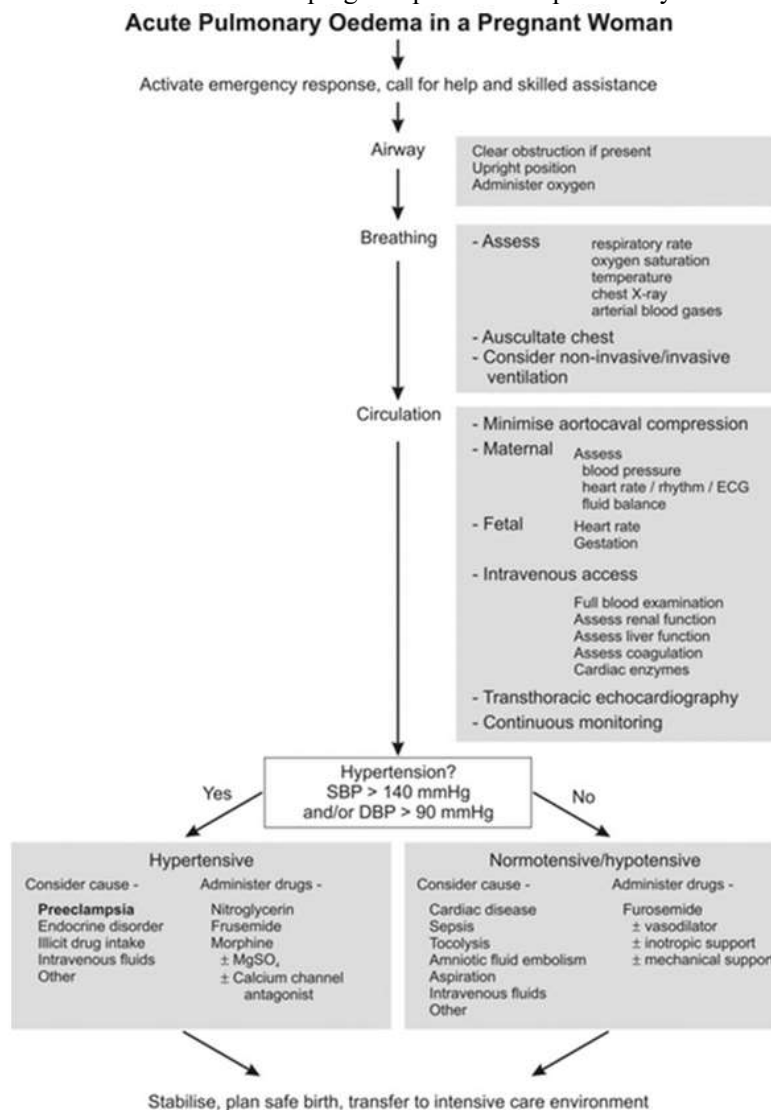 Acute Pulmonary Oedema in a Pregnant Woman
Activate emergency response, call for help and skilled assistance
Airway
Clear obstruction if present
Upright position
Administer oxygen
Breathing
- Assess respiratory rate
oxygen saturation
temperature
chest X-ray
arterial blood gases
- Auscultate chest
- Consider non-invasive/invasive
ventilation
Circulation
- Minimise aortocaval compression
- Maternal Assess
blood pressure
heart rate / rhythm / ECG
fluid balance
- Fetal Heart rate
Gestation
- Intravenous access
Full blood examination
Assess renal function
Assess liver function
Assess coagulation
Cardiac enzymes
- Transthoracic echocardiography
- Continuous monitoring
Hypertension?
SBP > 140 mmHg
and/or DBP > 90 mmHg
Yes
No
Hypertensive
Consider cause -
Preeclampsia
Endocrine disorder
Illicit drug intake
Intravenous fluids
Other
Administer drugs -
Nitroglycerin
Frusemide
Morphine
± MgSO₄
± Calcium channel
antagonist
Normotensive/hypotensive
Consider cause -
Cardiac disease
Sepsis
Tocolysis
Amniotic fluid embolism
Aspiration
Intravenous fluids
Other
Administer drugs -
Furosemide
± vasodilator
± inotropic support
± mechanical support
Stabilise, plan safe birth, transfer to intensive care environment